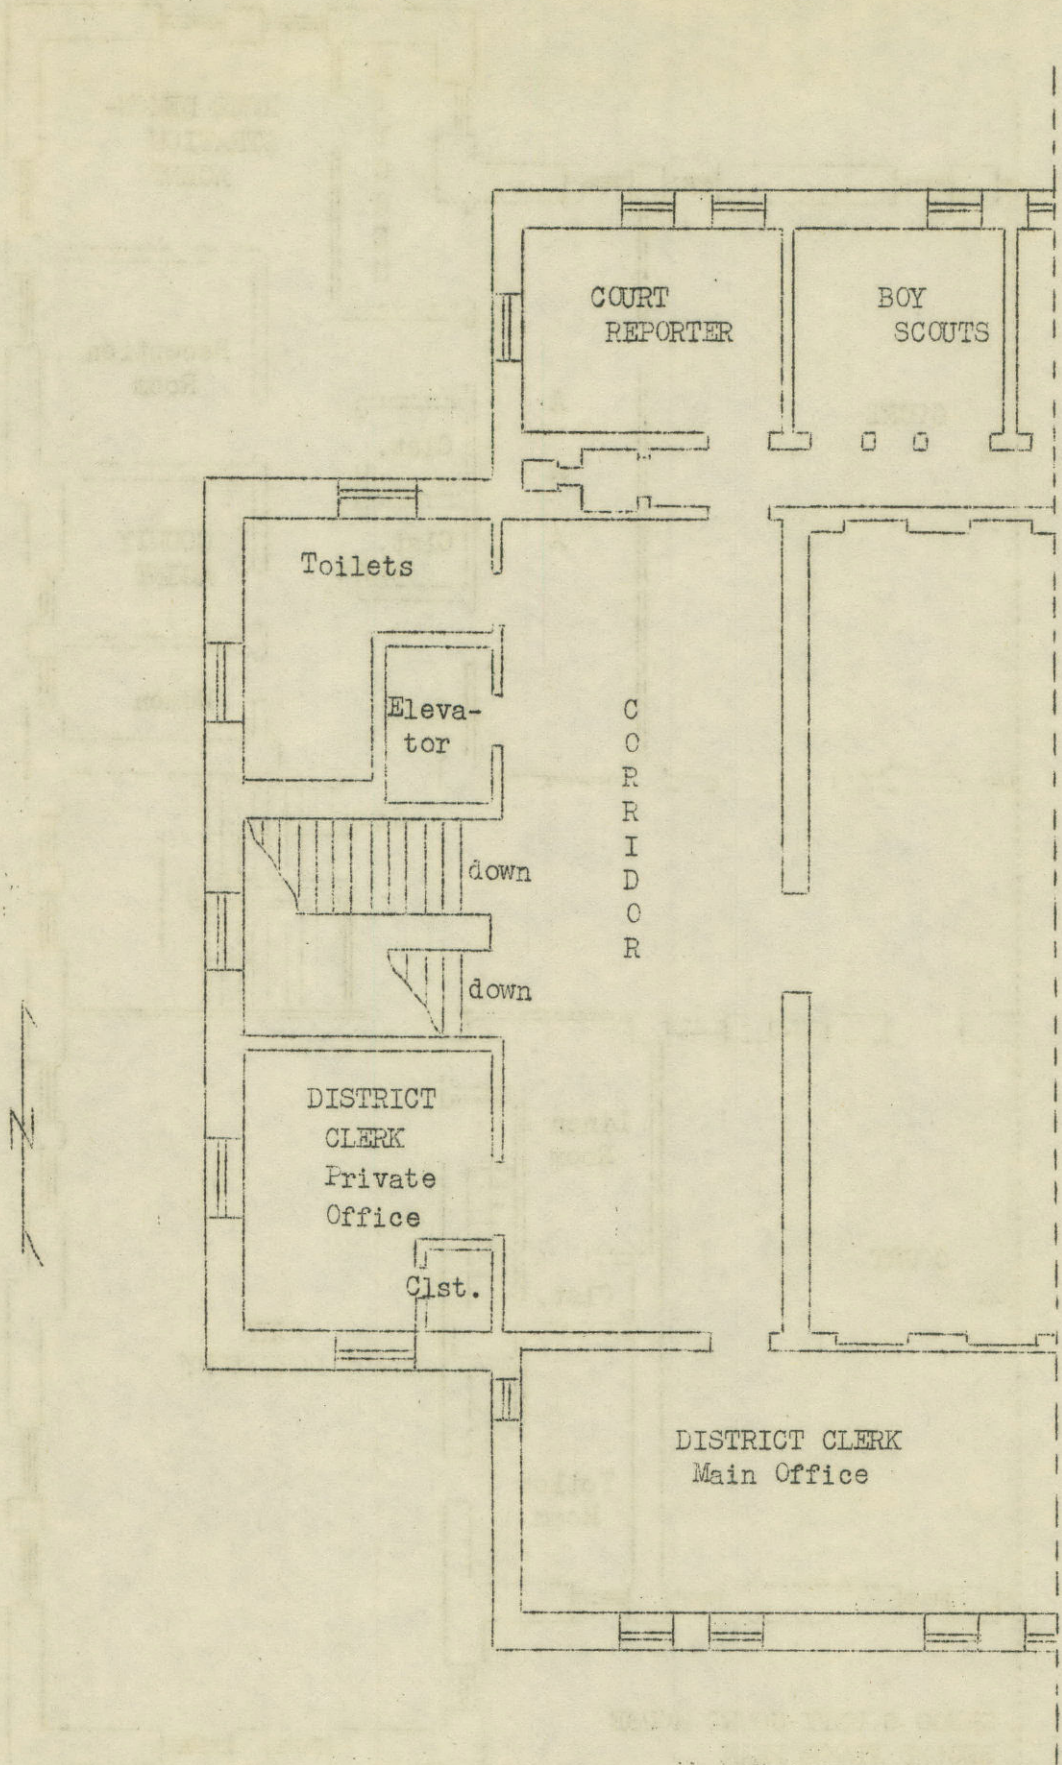 COURT
REPORTER
BOY
SCOUTS
Toilets
Eleva-
tor
C
O
R
R
I
D
O
R
down
down
N
DISTRICT
CLERK
Private
Office
Clst.
DISTRICT CLERK
Main Office